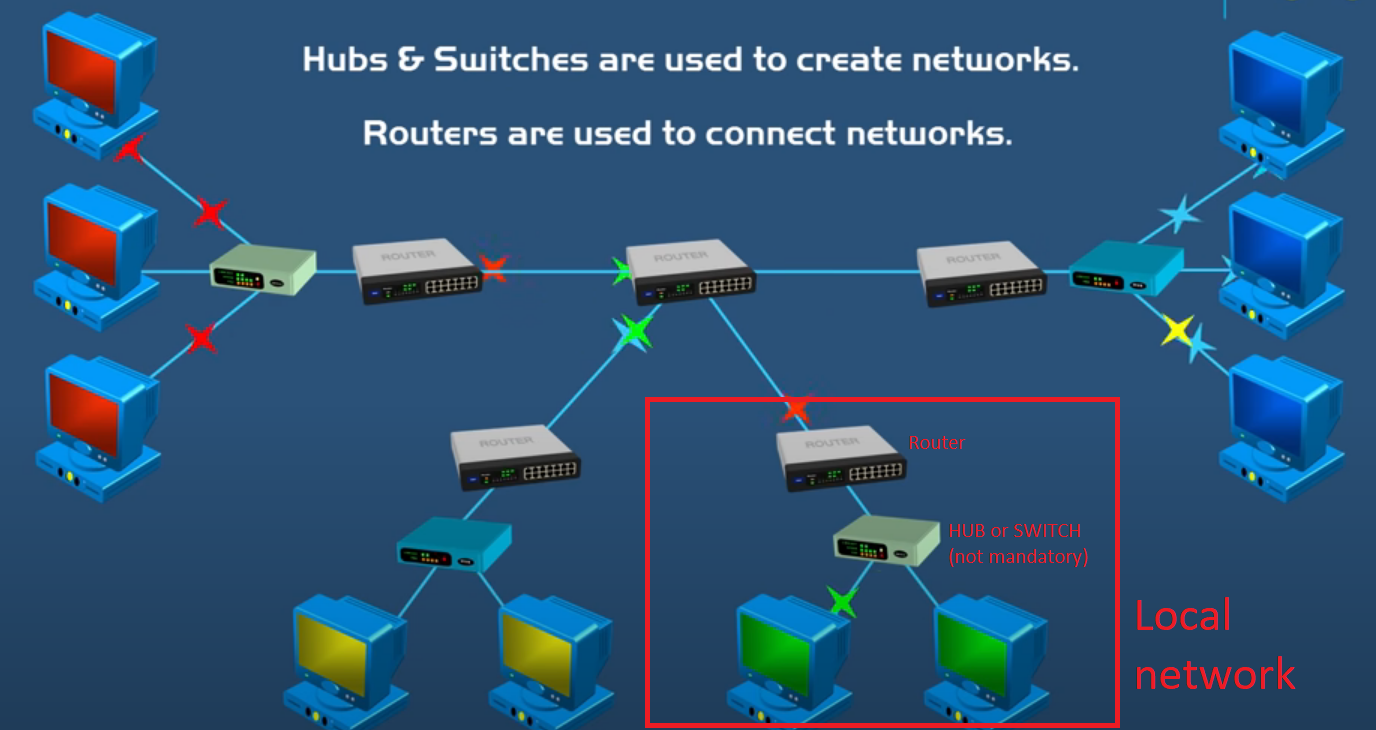 Hubs & Switches are used to create networks.
Routers are used to connect networks.
ROUTER
ROUTER
ROUTER
ROUTER
ROUTER
Router
HUB or SWITCH
(not mandatory)
Local
network